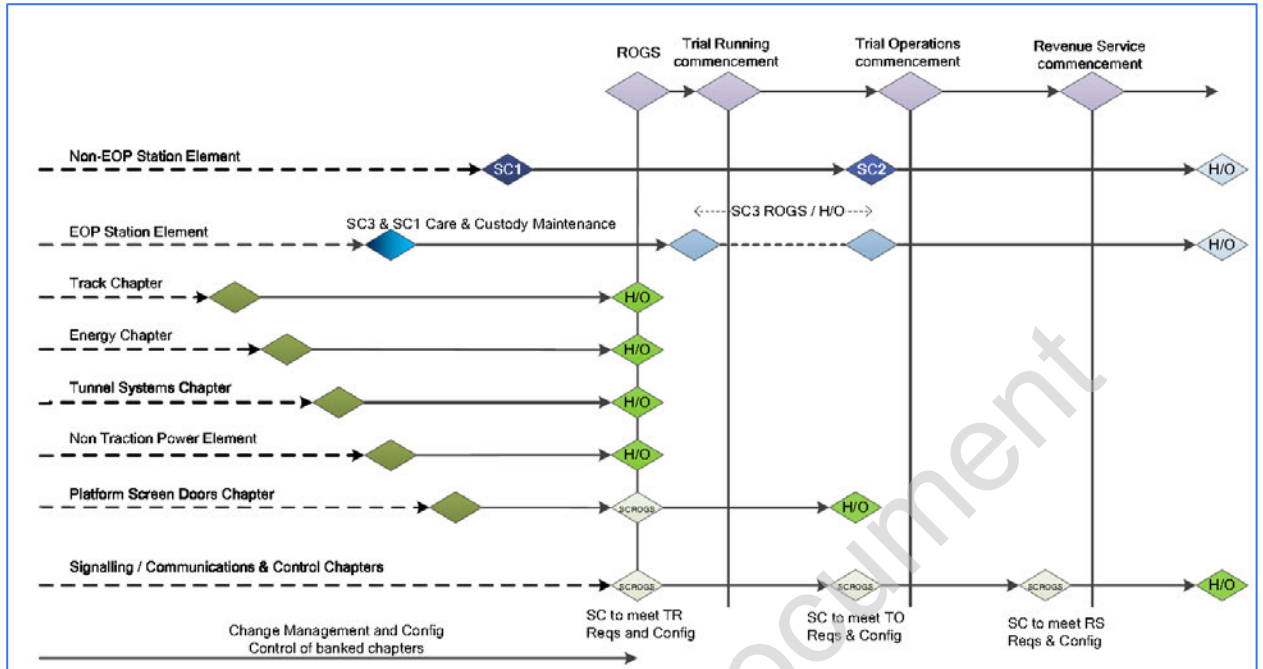 ROGS
Trial Running
commencement
Trial Operations
commencement
Revenue Service
commencement
Non-EOP Station Element
SC1
SC2
H/O
SC3 ROGS / H/O
SC3 & SC1 Care & Custody Maintenance
EOP Station Element
H/O
Track Chapter
H/O
Energy Chapter
H/O
Tunnel Systems Chapter
H/O
Non Traction Power Element
H/O
Platform Screen Doors Chapter
SCROGS
H/O
Signalling / Communications & Control Chapters
SCROGS
SCROGS
SCROGS
H/O
SC to meet TR
Reqs and Config
SC to meet TO
Reqs & Config
SC to meet RS
Reqs & Config
Change Management and Config
Control of banked chapters
ocument